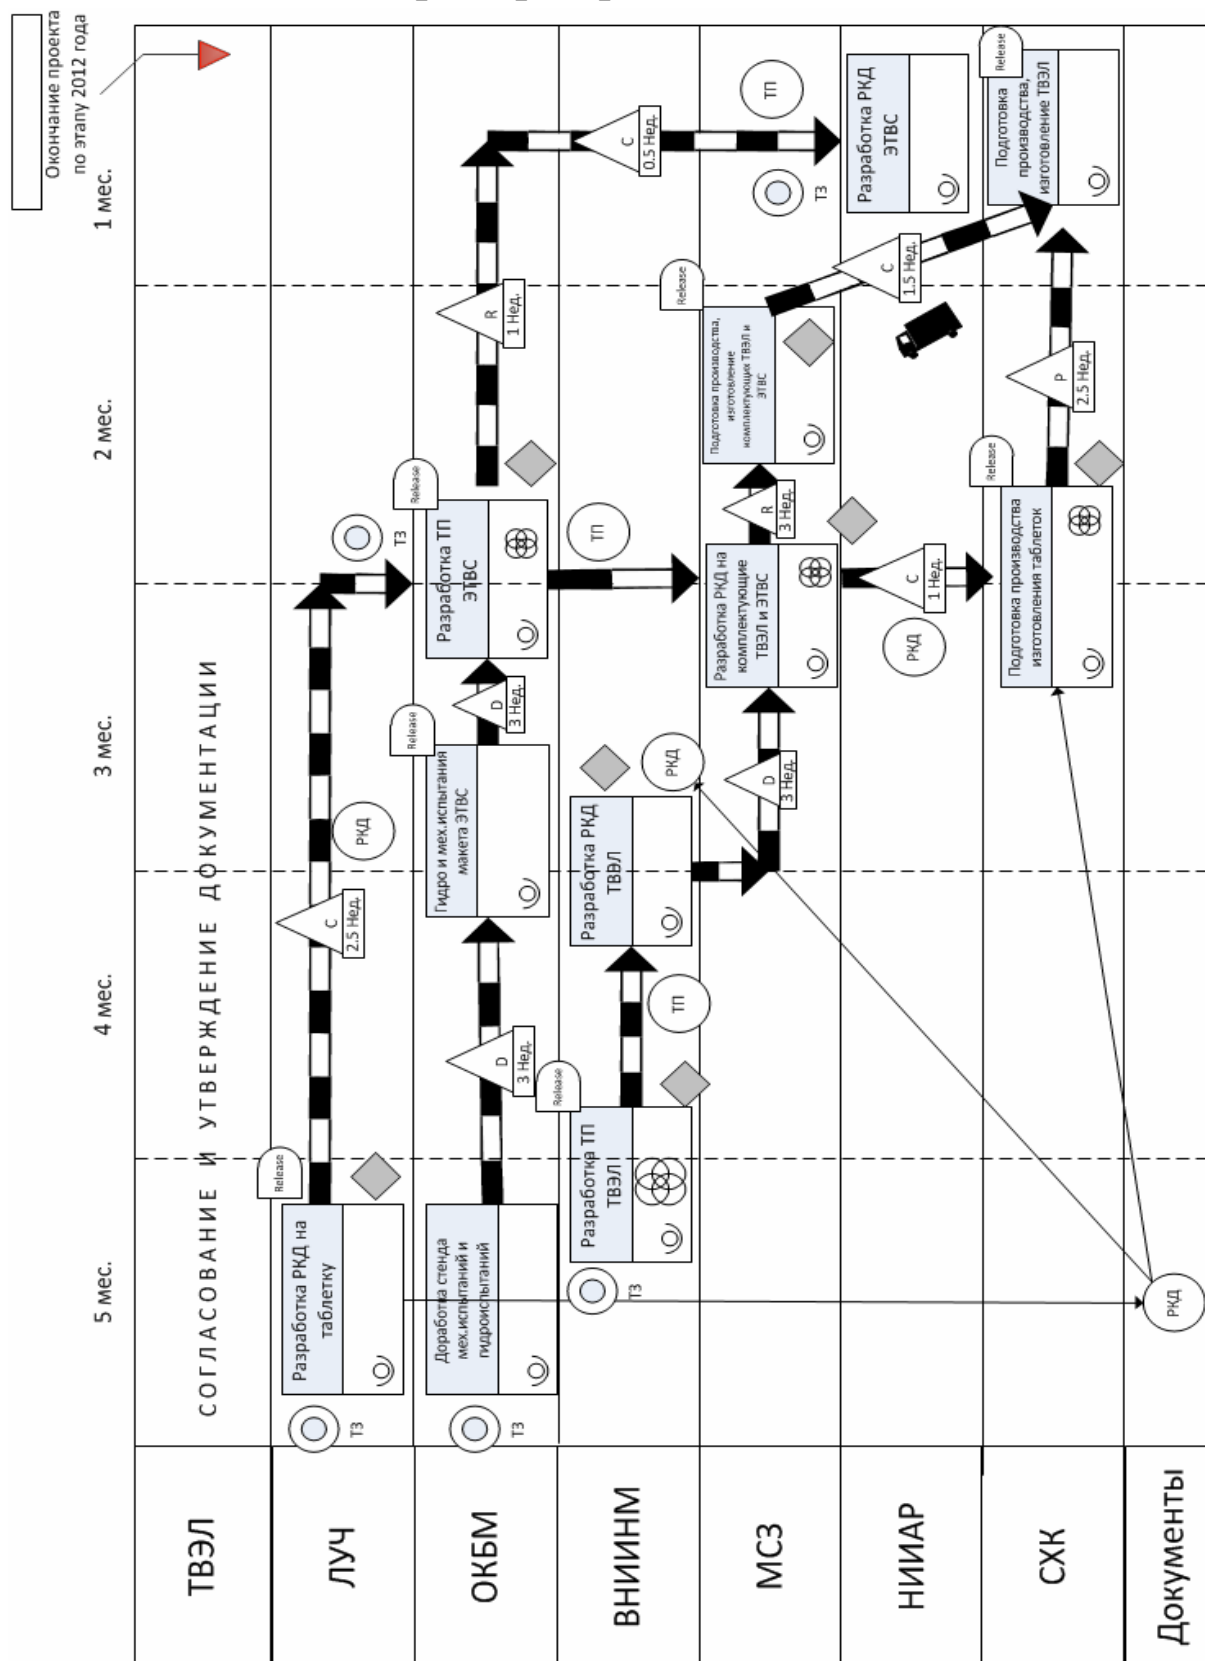 5 мес.
4 мес.
3 мес.
2 мес.
1 мес.
Окончание проекта
по этапу 2012 года
ТВЭЛ
СОГЛАСОВАНИЕ И УТВЕРЖДЕНИЕ ДОКУМЕНТАЦИИ
ЛУЧ
ТЗ
Разработка РКД на
таблетку
Release
С
2.5 Нед.
РКД
ТЗ
ОКБМ
ТЗ
Доработка стенда
мех.испытаний и
гидроиспытаний
D
3 Нед.
Гидро и мех.испытания
макета ЭТВС
Release
D
3 Нед.
Разработка ТП
ЭТВС
Release
R
1 Нед.
ВНИИНМ
ТЗ
Разработка ТП
ТВЭЛ
Release
ТП
Разработка РКД
ТВЭЛ
РКД
ТП
С
0.5 Нед.
МСЗ
D
3 Нед.
Разработка РКД на
комплектующие
ТВЭЛ и ЭТВС
R
3 Нед.
Подготовка производства,
изготовление
комплектующих ТВЭЛ и
ЭТВС
Release
ТЗ
ТП
НИИАР
РКД
С
1 Нед.
С
1.5 Нед.
Разработка РКД
ЭТВС
СХК
Подготовка производства
изготовления таблеток
Release
Р
2.5 Нед.
Подготовка
производства,
изготовление ТВЭЛ
Release
Документы
РКД